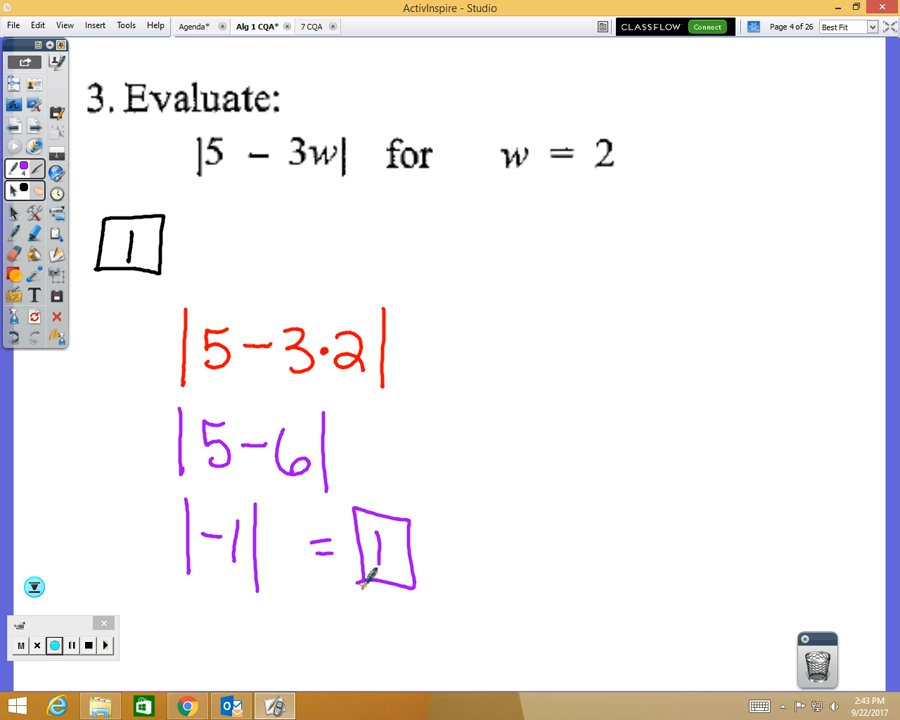 ActivInspire - Studio
File Edit View Insert Tools Help Agenda* Alg 1 CQA* 7 CQA CLASSFLOW Connect Page 4 of 26 Best Fit
3. Evaluate:
|5 - 3w| for w = 2
1
|5-3·2|
|5-6|
|-1| = 1
4
T
M
2:43 PM
9/22/2017